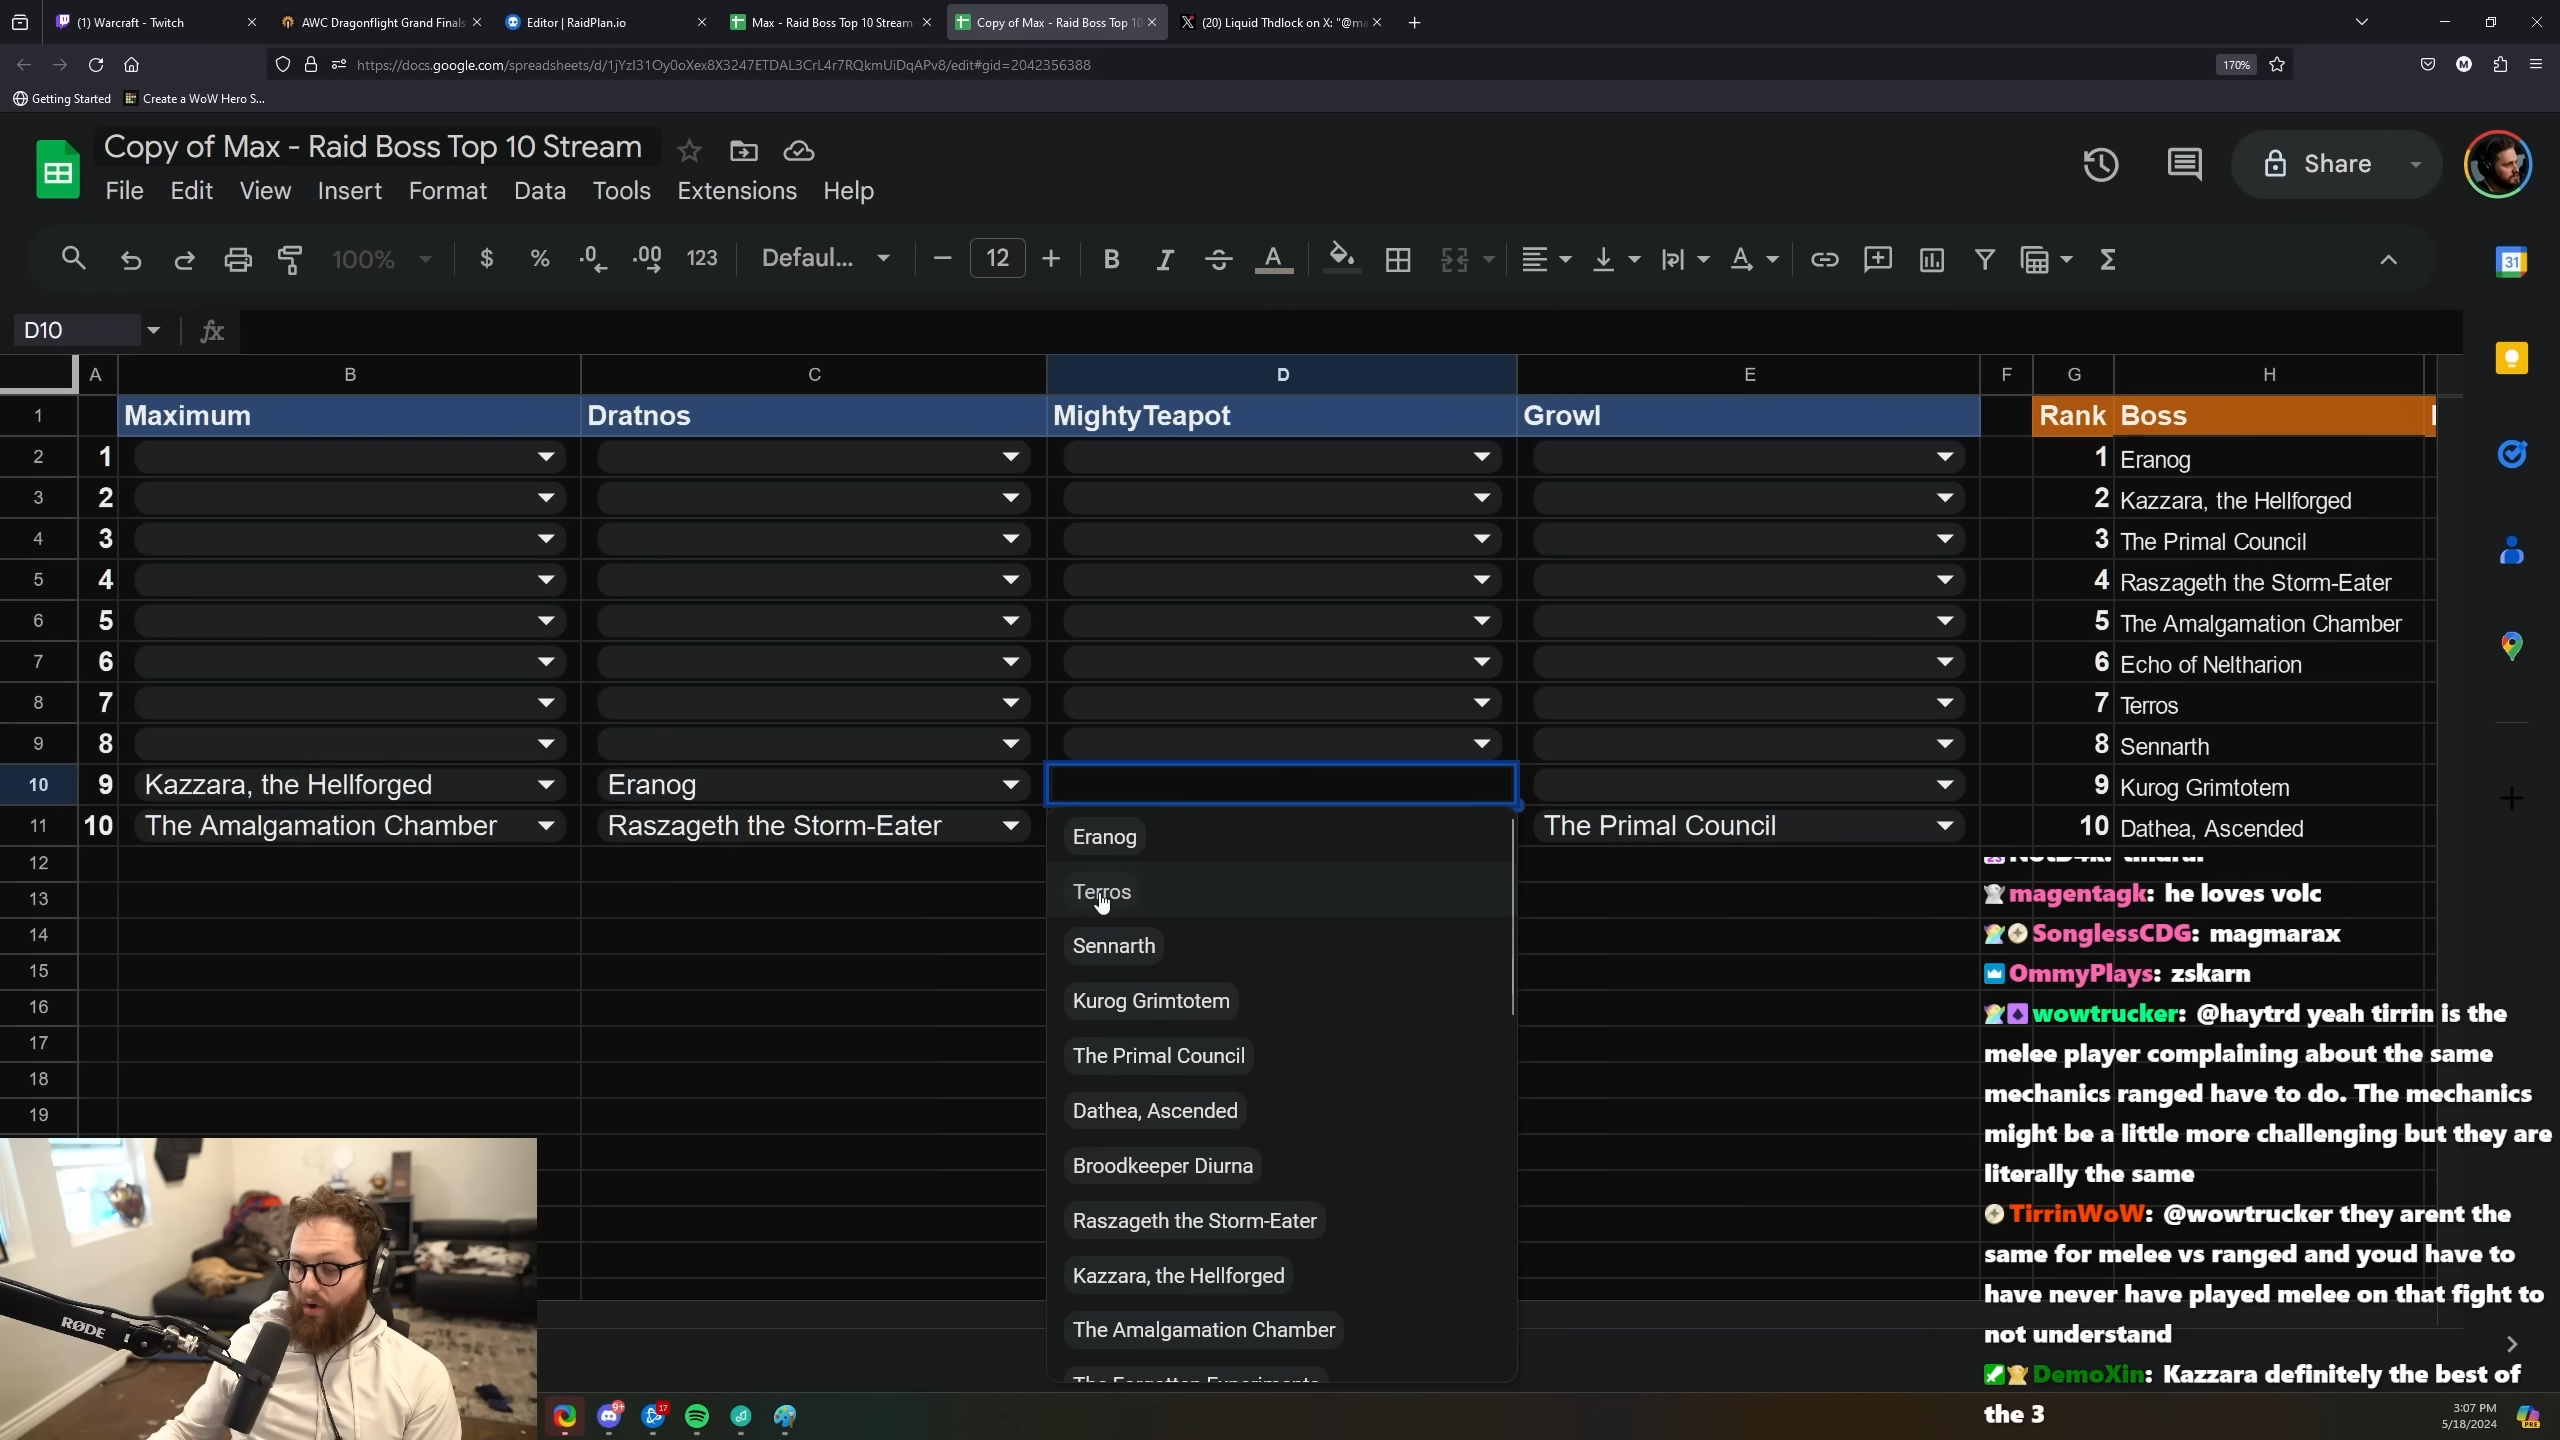 (1) Warcraft - Twitch
AWC Dragonflight Grand Finals
Editor | RaidPlan.io
Max - Raid Boss Top 10 Stream
Copy of Max - Raid Boss Top 10
(20) Liquid Thdlock on X: "@ma
https://docs.google.com/spreadsheets/d/1jYzI31Oy0oXex8X3247ETDAL3CrL4r7RQkmUiDqAPv8/edit#gid=2042356388
170%
Getting Started
Create a WoW Hero S...
Copy of Max - Raid Boss Top 10 Stream
File Edit View Insert Format Data Tools Extensions Help
Share
100% $ % .0 .00 123 Defaul... 12 B I
31
D10
fx
A B C D E F G H
1 Maximum Dratnos MightyTeapot Growl Rank Boss
2 1 1 Eranog
3 2 2 Kazzara, the Hellforged
4 3 3 The Primal Council
5 4 4 Raszageth the Storm-Eater
6 5 5 The Amalgamation Chamber
7 6 6 Echo of Neltharion
8 7 7 Terros
9 8 8 Sennarth
10 9 Kazzara, the Hellforged Eranog 9 Kurog Grimtotem
11 10 The Amalgamation Chamber Raszageth the Storm-Eater The Primal Council 10 Dathea, Ascended
12
13
14
15
16
17
18
19
Eranog
Terros
Sennarth
Kurog Grimtotem
The Primal Council
Dathea, Ascended
Broodkeeper Diurna
Raszageth the Storm-Eater
Kazzara, the Hellforged
The Amalgamation Chamber
magentagk: he loves volc
SonglessCDG: magmarax
OmmyPlays: zskarn
wowtrucker: @haytrd yeah tirrin is the
melee player complaining about the same
mechanics ranged have to do. The mechanics
might be a little more challenging but they are
literally the same
TirrinWoW: @wowtrucker they arent the
same for melee vs ranged and youd have to
have never have played melee on that fight to
not understand
DemoXin: Kazzara definitely the best of
the 3
RØDE
9+
17
3:07 PM
5/18/2024